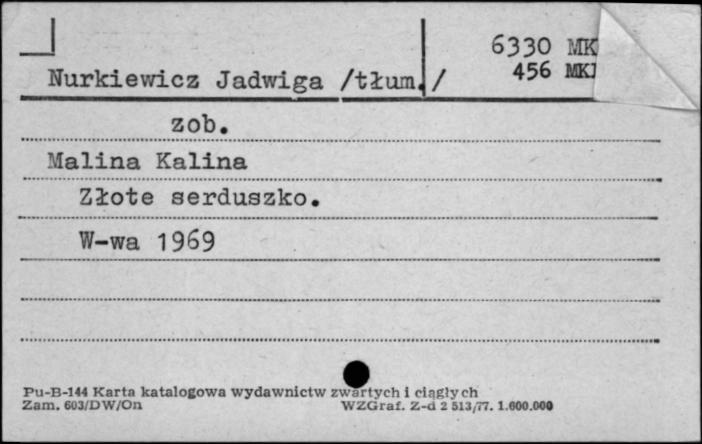 6330 MK
Nurkiewicz Jadwiga /tłum./ 456
zob.
Malina Kalina
Złote serduszko.
W-wa 1969
Pu-B-144 Karta katalogowa wydawnictw zwartych i ciągłych
Zam. 603/DW/On WZGraf. Z-d 2 513/77. 1.600.000